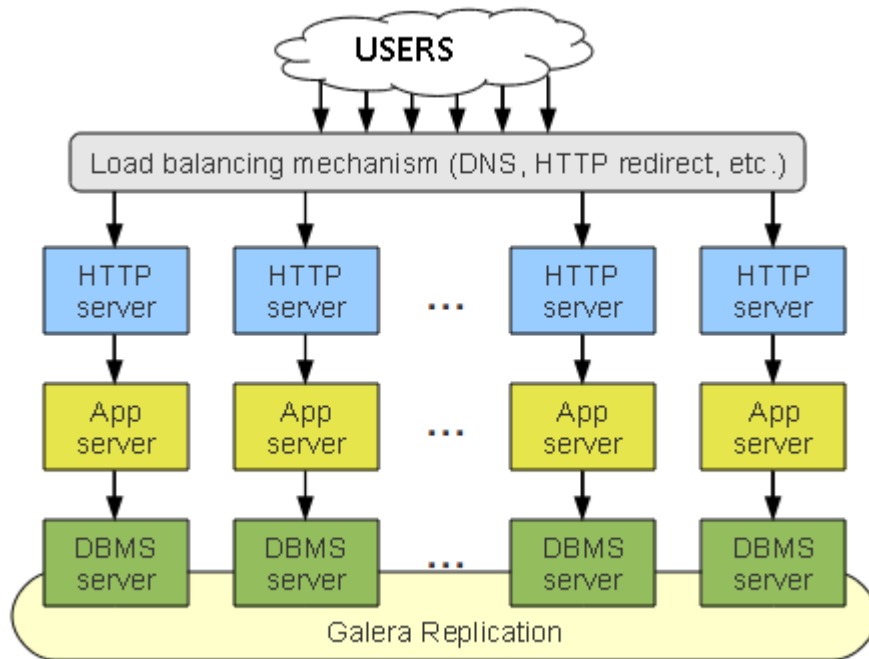 USERS
Load balancing mechanism (DNS, HTTP redirect, etc.)
HTTP server
HTTP server
...
HTTP server
HTTP server
App server
App server
...
App server
App server
DBMS server
DBMS server
...
DBMS server
DBMS server
Galera Replication